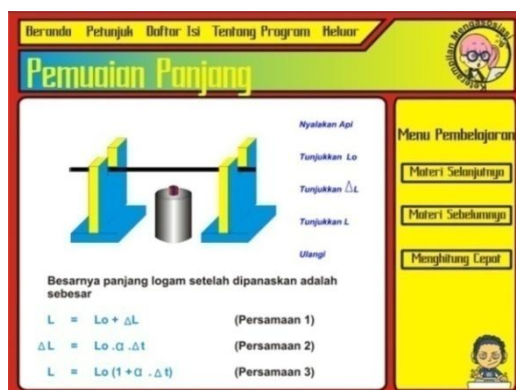 Beranda Petunjuk Daftar Isi Tentang Program Keluar
Keterampilan Mengasosiasi
Pemuaian Panjang
Nyalakan Api
Tunjukkan Lo
Tunjukkan ΔL
Tunjukkan L
Ulangi
Besarnya panjang logam setelah dipanaskan adalah
sebesar
L = Lo + ΔL (Persamaan 1)
ΔL = Lo .α .Δt (Persamaan 2)
L = Lo (1 + α . Δt) (Persamaan 3)
Menu Pembelajaran
Materi Selanjutnya
Materi Sebelumnya
Menghitung Cepat